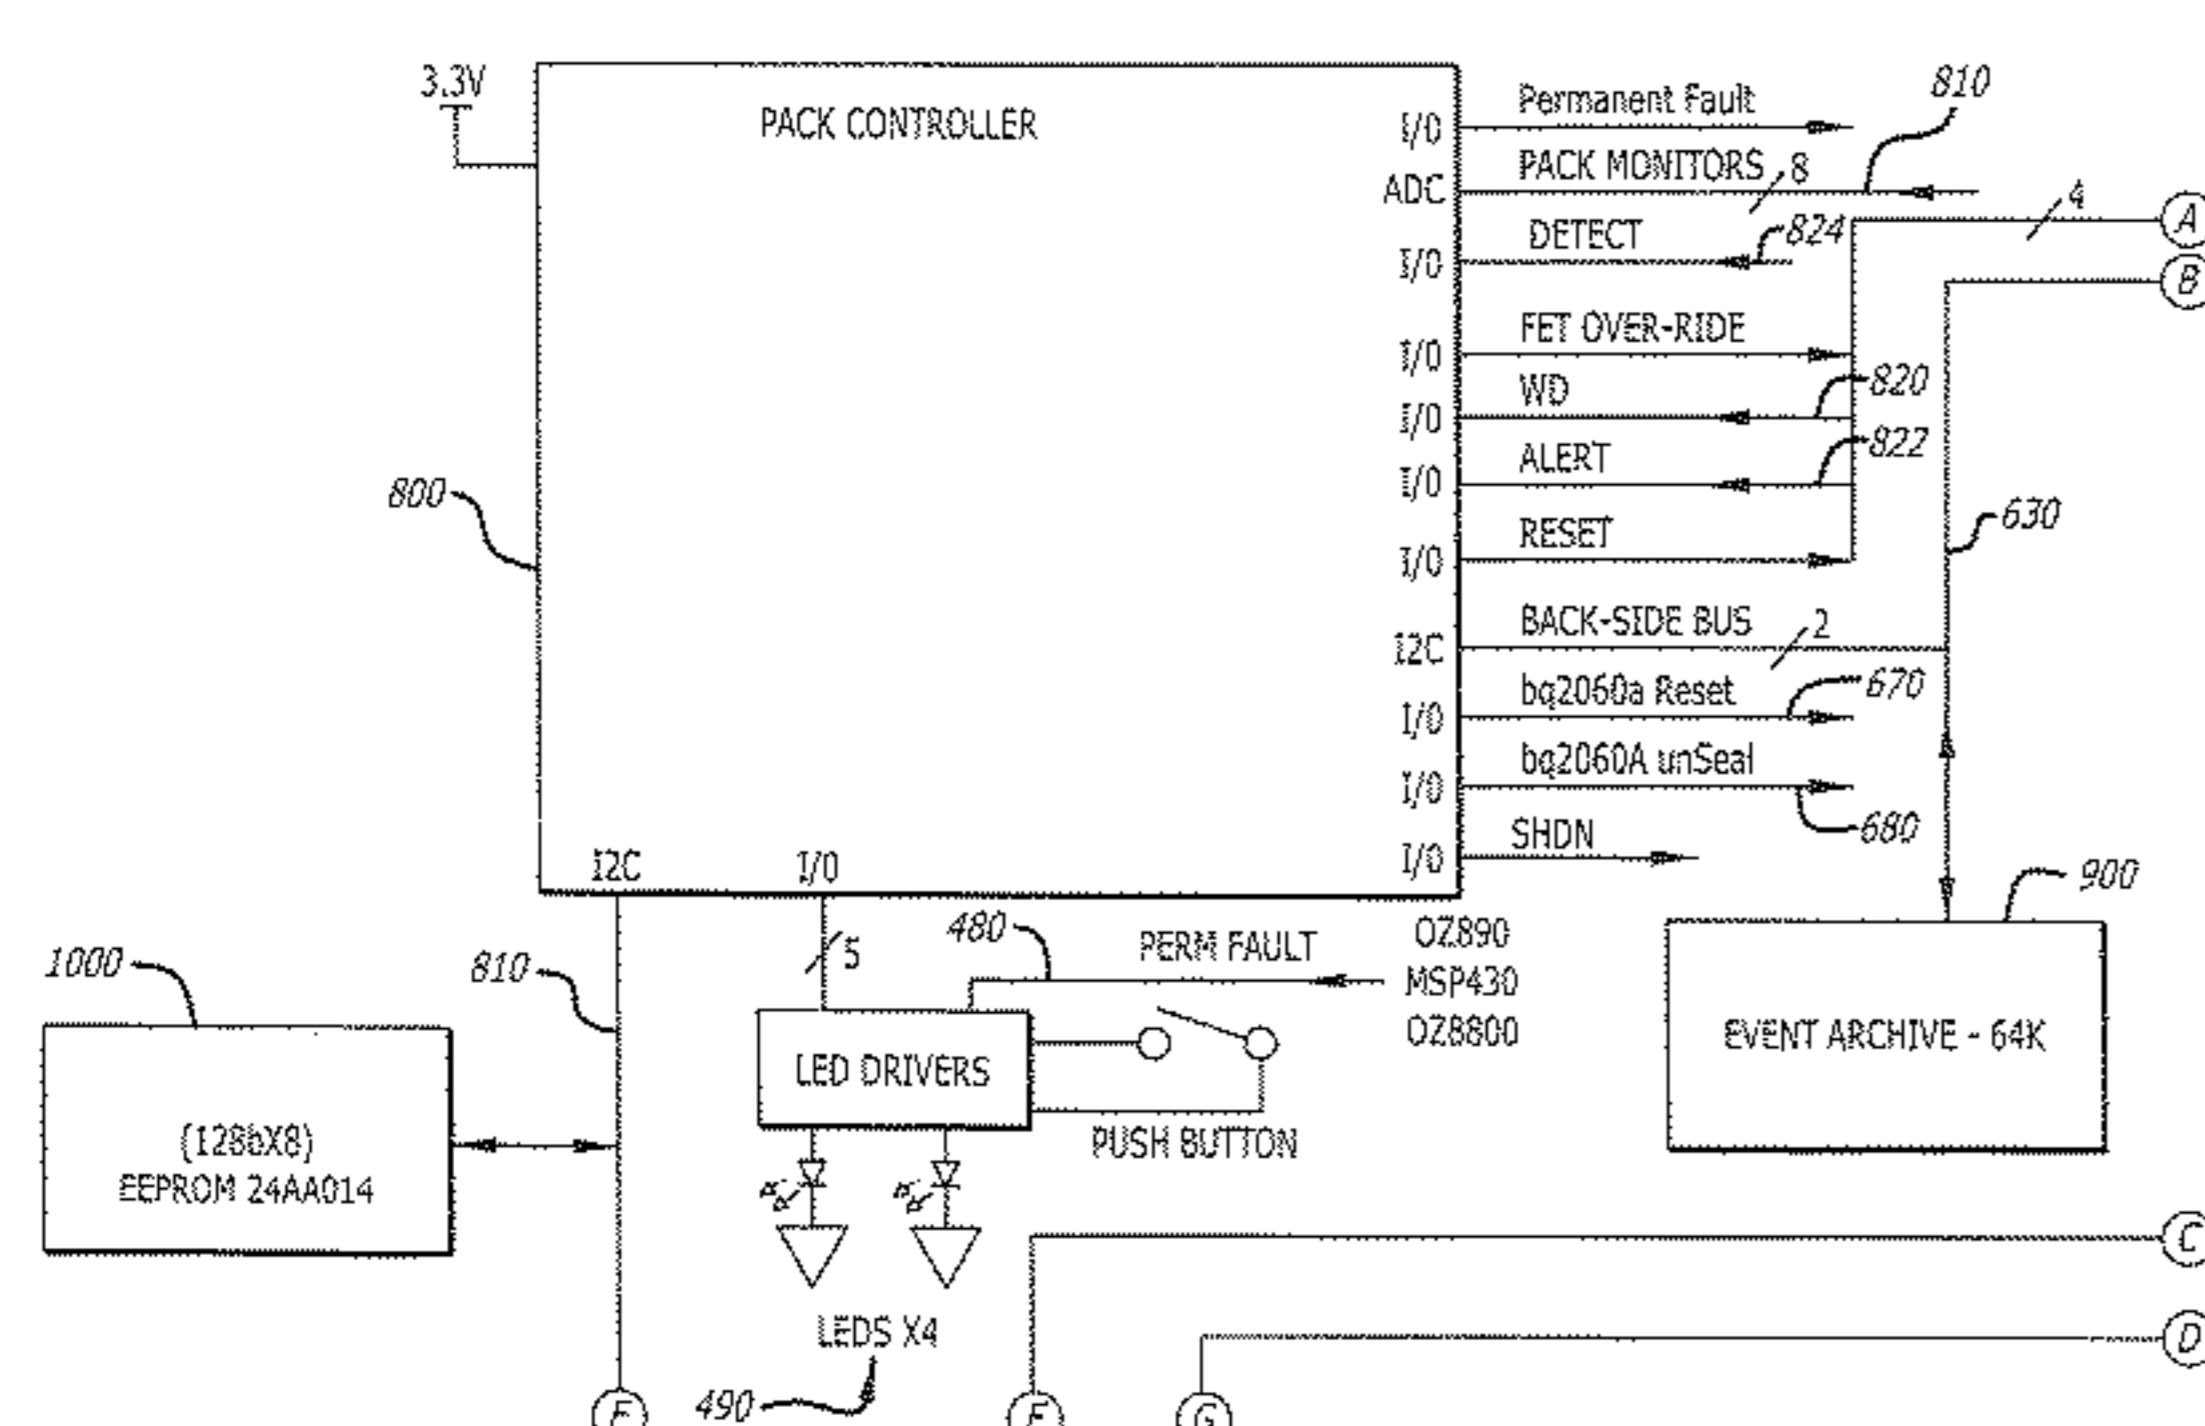 3.3V
PACK CONTROLLER
I/O
Permanent Fault
810
ADC
PACK MONITORS
8
4
A
I/O
DETECT
824
B
I/O
FET OVER-RIDE
I/O
WD
820
I/O
ALERT
822
800
I/O
RESET
630
I2C
BACK-SIDE BUS
2
I/O
bq2060a Reset
670
I/O
bq2060A unSeal
680
I/O
SHDN
I2C
I/O
900
1000
810
5
480
PERM FAULT
OZ890
MSP430
OZ8800
LED DRIVERS
PUSH BUTTON
EVENT ARCHIVE - 64K
(128bX8)
EEPROM 24AA014
C
LEDS X4
D
490
F
G